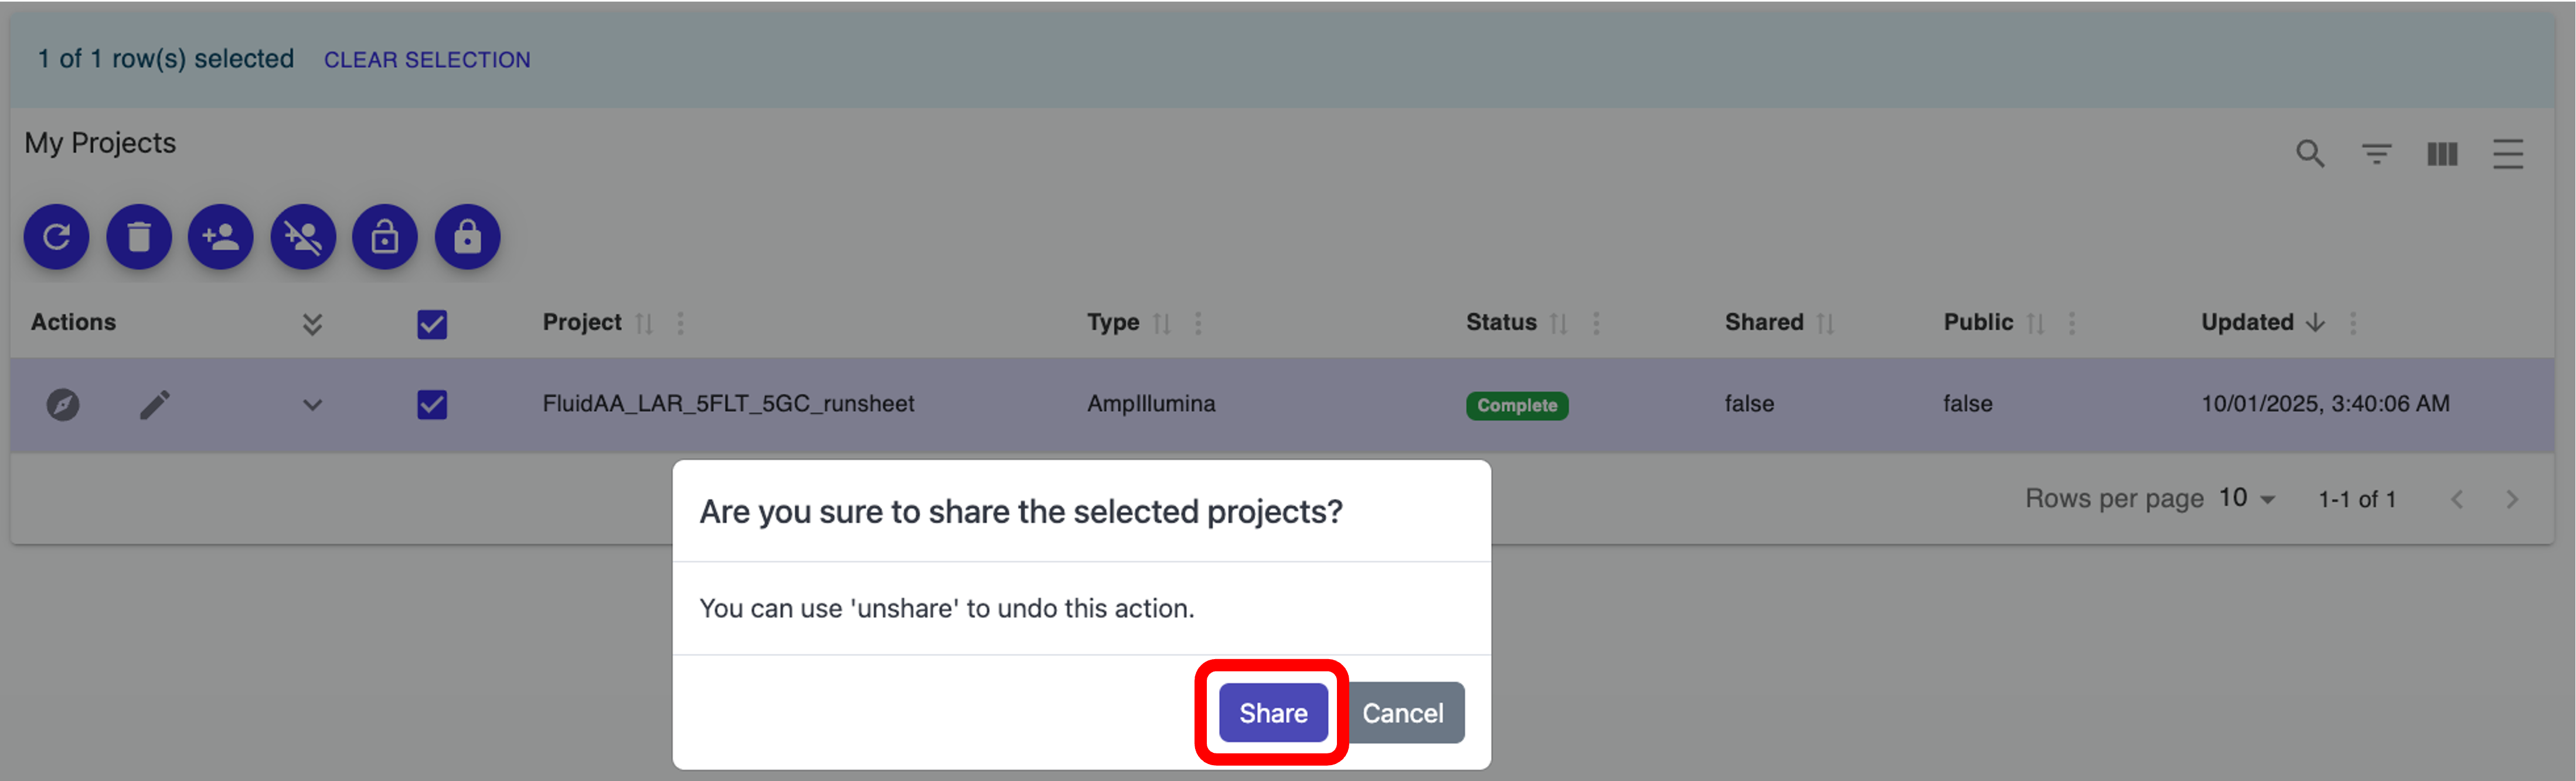 1 of 1 row(s) selected CLEAR SELECTION
My Projects
Actions Project Type Status Shared Public Updated
FluidAA_LAR_5FLT_5GC_runsheet AmpIllumina Complete false false 10/01/2025, 3:40:06 AM
Rows per page 10 1-1 of 1
Are you sure to share the selected projects?
You can use 'unshare' to undo this action.
Share Cancel